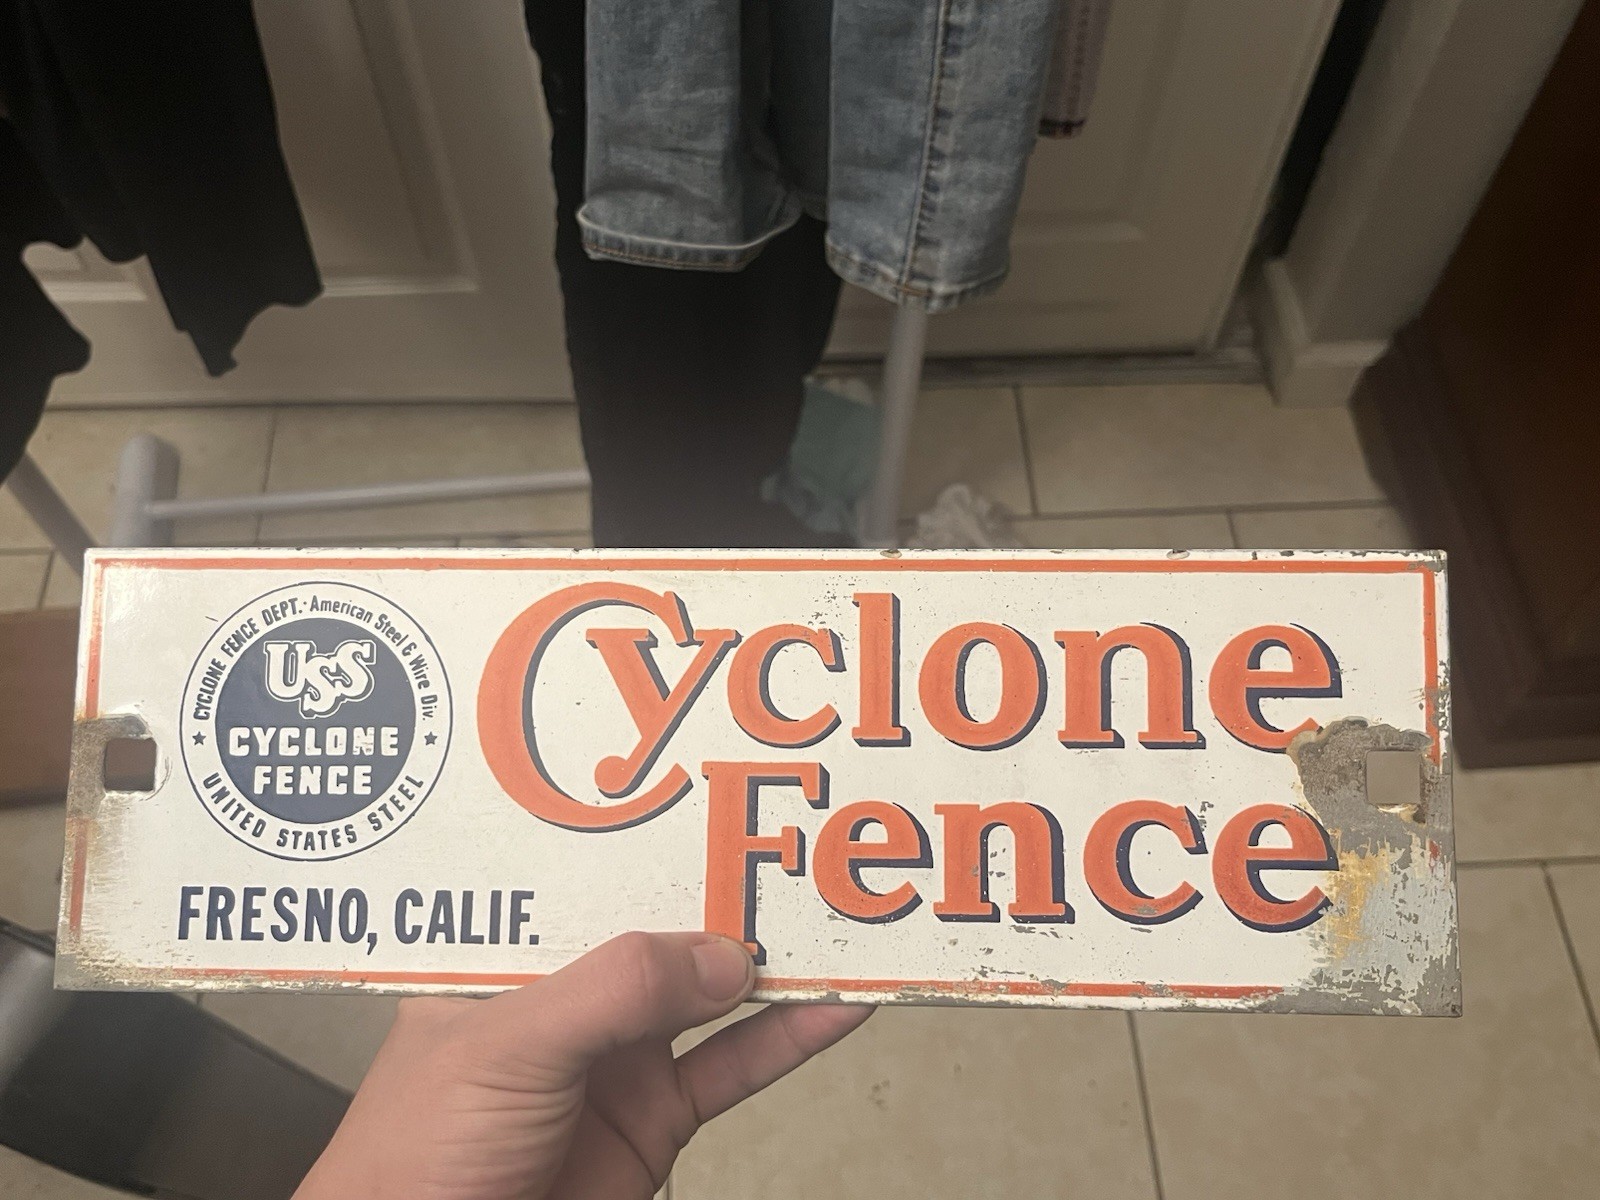 CYCLONE FENCE DEPT. · American Steel & Wire Div.
USS
CYCLONE
FENCE
★ UNITED STATES STEEL ★
FRESNO, CALIF.
Cyclone
Fence